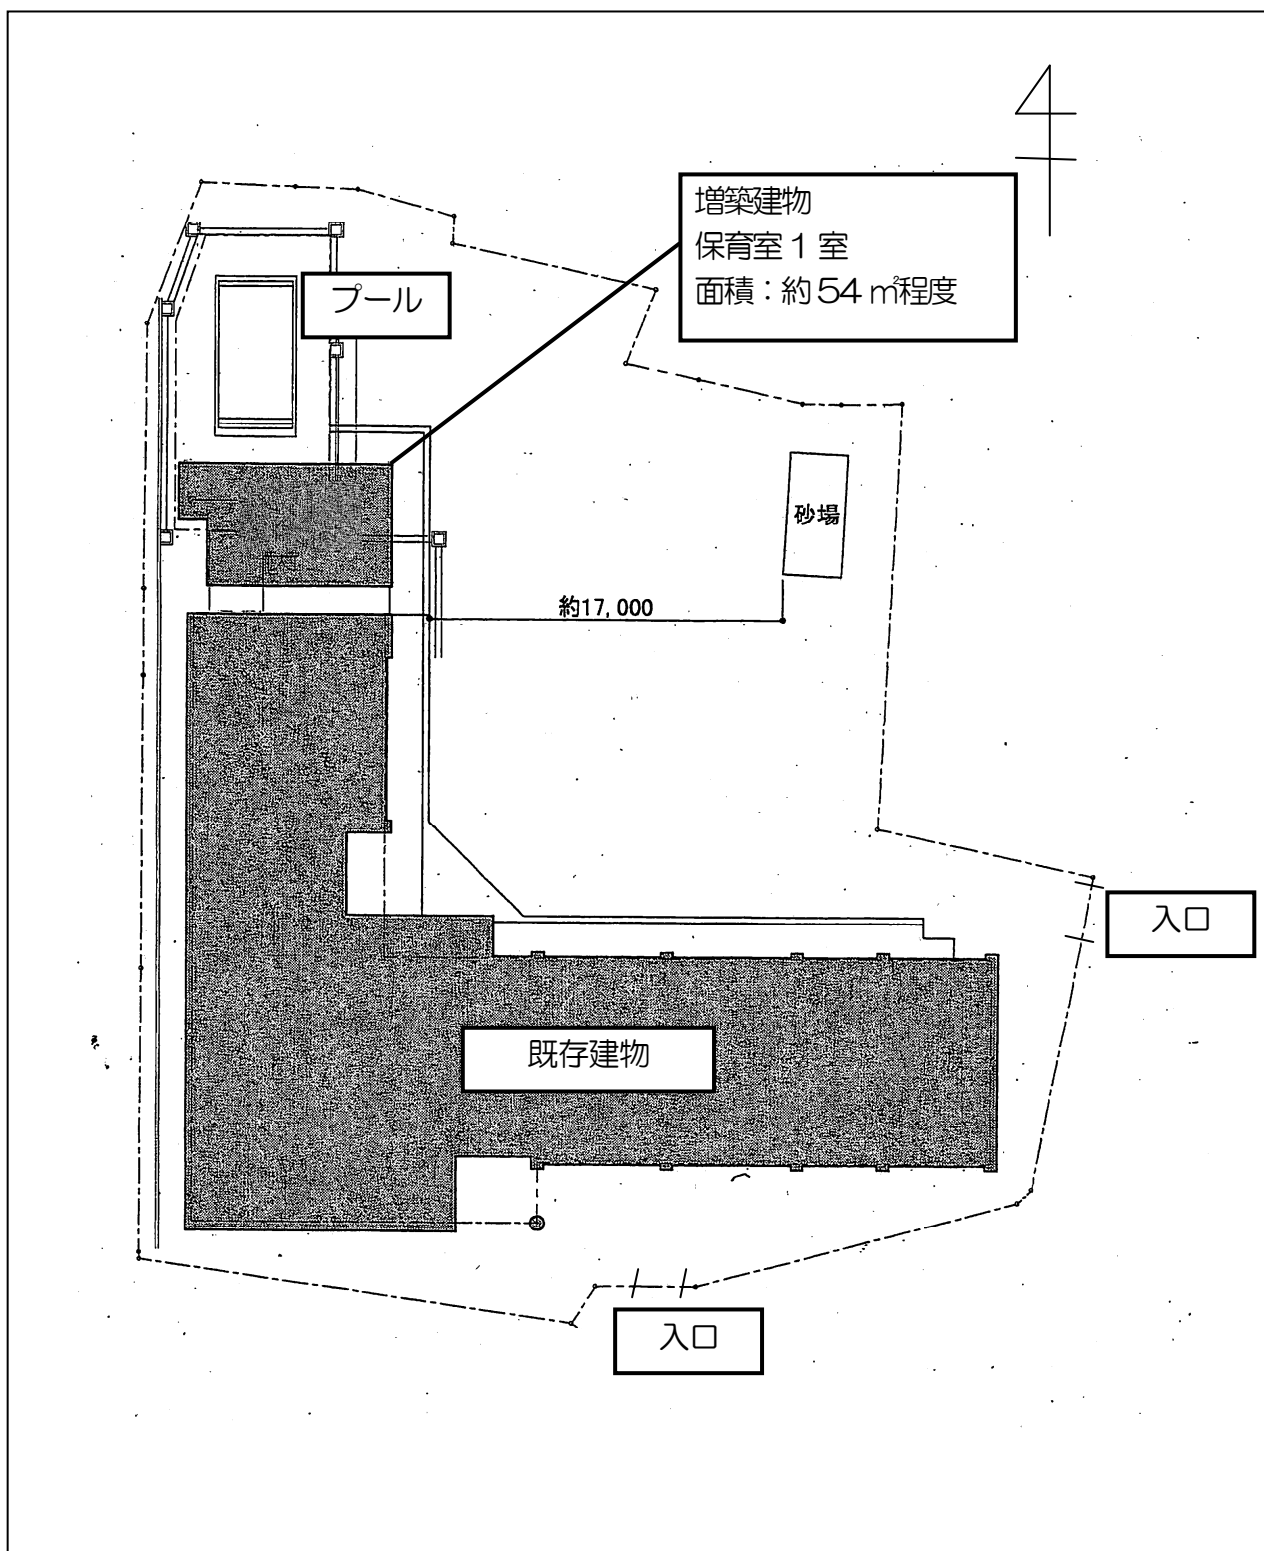 増築建物
保育室１室
面積：約54㎡程度
プール
砂場
約17,000
入口
既存建物
入口